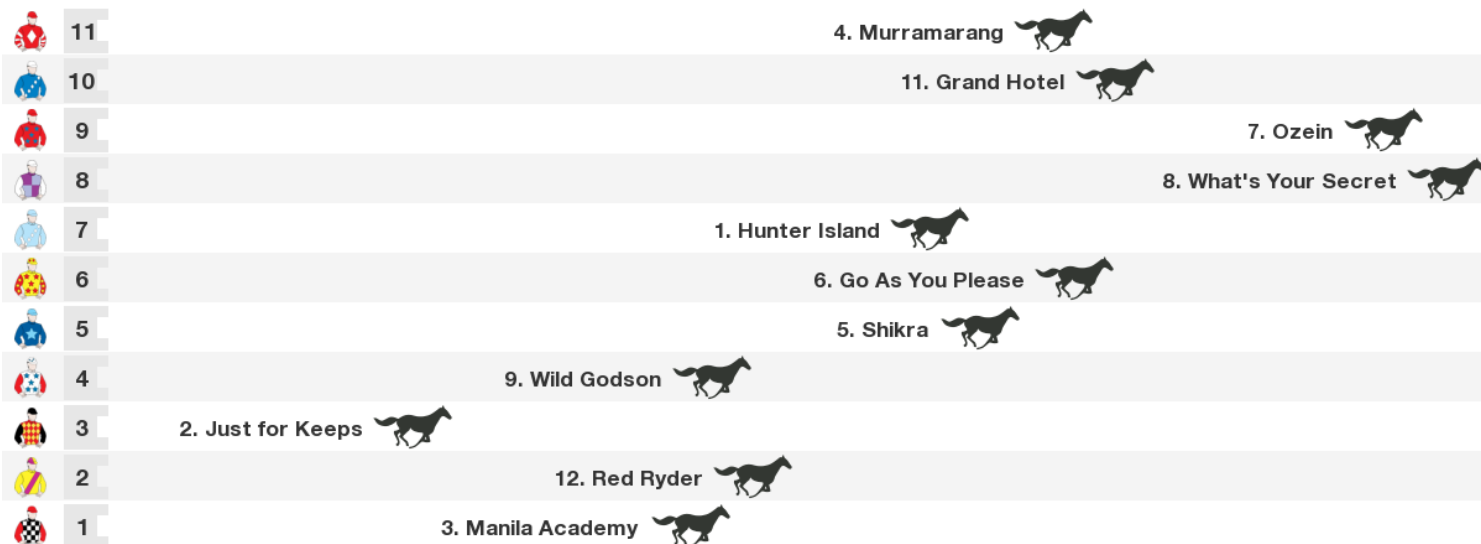 11 4. Murramarang
10 11. Grand Hotel
9 7. Ozein
8 8. What's Your Secret
7 1. Hunter Island
6 6. Go As You Please
5 5. Shikra
4 9. Wild Godson
3 2. Just for Keeps
2 12. Red Ryder
1 3. Manila Academy